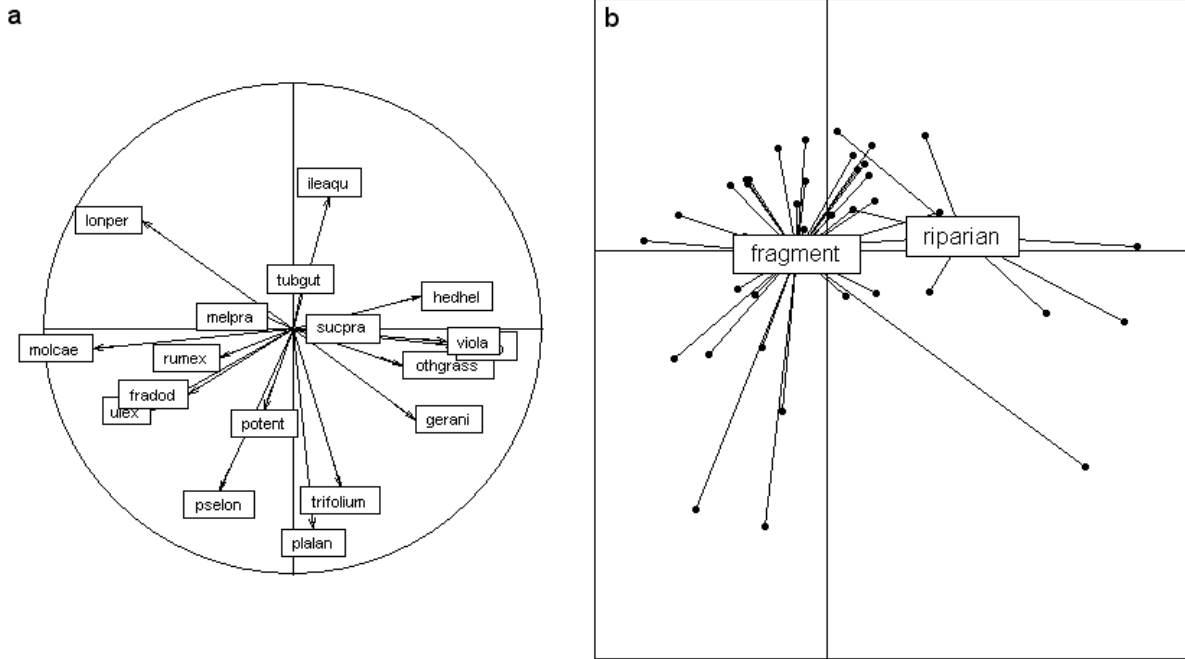 a
b
ileaqu
lonper
tubgut
hedhel
melpra
sucpra
viola
molcae
rumex
othgrass
fradod
ulex
potent
gerani
pselon
trifolium
plalan
fragment
riparian